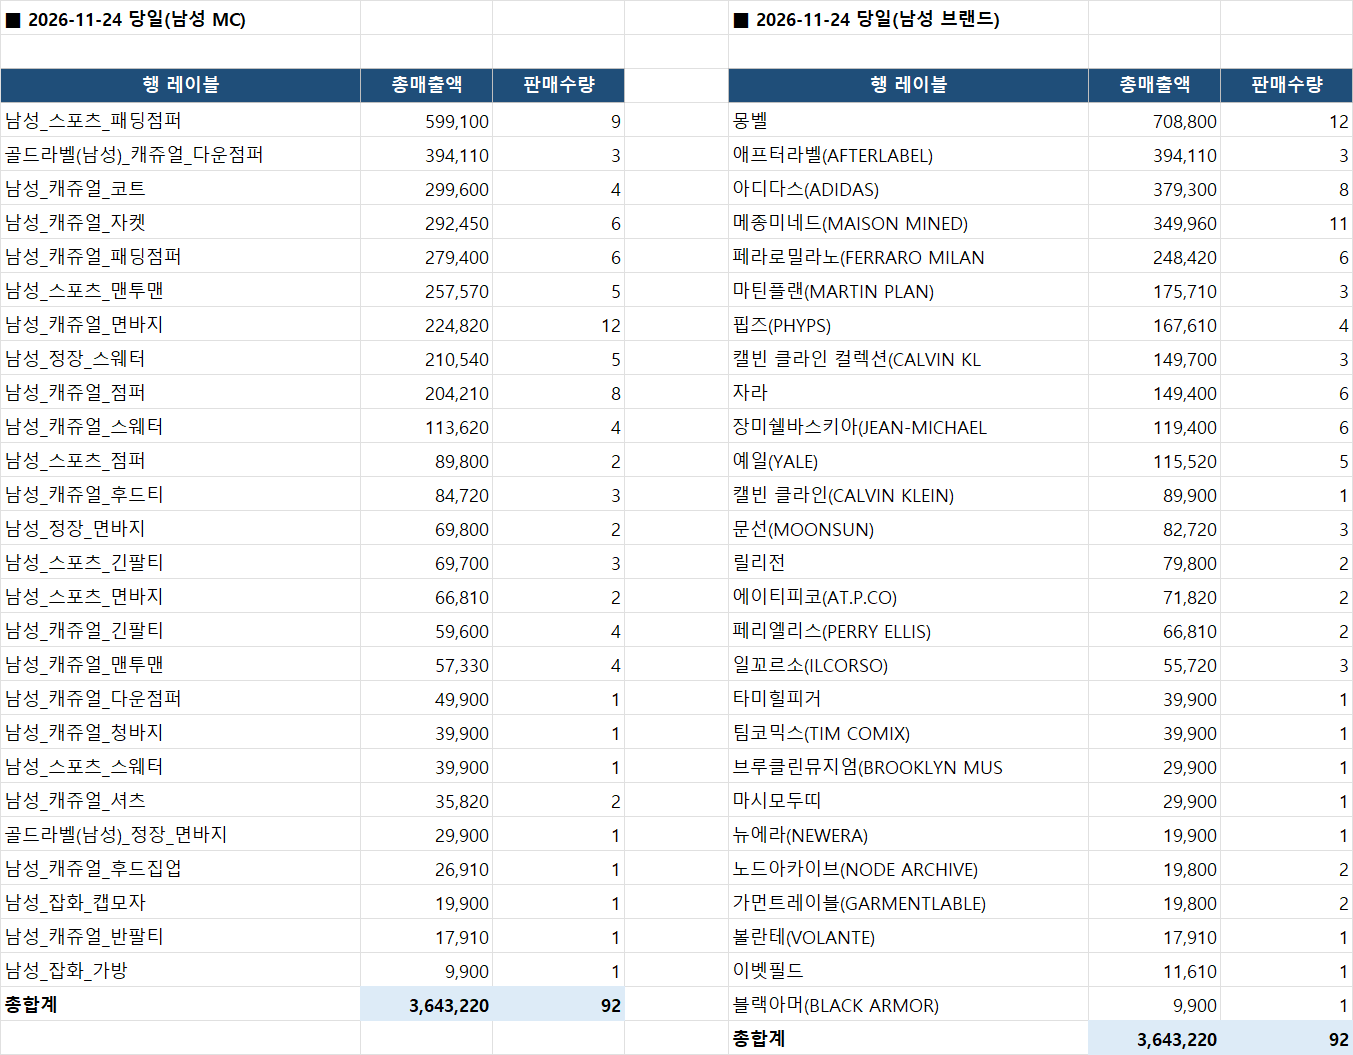 ■ 2026-11-24 당일(남성 MC)
행 레이블 총매출액 판매수량
남성_스포츠_패딩점퍼 599,100 9
골드라벨(남성)_캐쥬얼_다운점퍼 394,110 3
남성_캐쥬얼_코트 299,600 4
남성_캐쥬얼_자켓 292,450 6
남성_캐쥬얼_패딩점퍼 279,400 6
남성_스포츠_맨투맨 257,570 5
남성_캐쥬얼_면바지 224,820 12
남성_정장_스웨터 210,540 5
남성_캐쥬얼_점퍼 204,210 8
남성_캐쥬얼_스웨터 113,620 4
남성_스포츠_점퍼 89,800 2
남성_캐쥬얼_후드티 84,720 3
남성_정장_면바지 69,800 2
남성_스포츠_긴팔티 69,700 3
남성_스포츠_면바지 66,810 2
남성_캐쥬얼_긴팔티 59,600 4
남성_캐쥬얼_맨투맨 57,330 4
남성_캐쥬얼_다운점퍼 49,900 1
남성_캐쥬얼_청바지 39,900 1
남성_스포츠_스웨터 39,900 1
남성_캐쥬얼_셔츠 35,820 2
골드라벨(남성)_정장_면바지 29,900 1
남성_캐쥬얼_후드집업 26,910 1
남성_잡화_캡모자 19,900 1
남성_캐쥬얼_반팔티 17,910 1
남성_잡화_가방 9,900 1
총합계 3,643,220 92
■ 2026-11-24 당일(남성 브랜드)
행 레이블 총매출액 판매수량
몽벨 708,800 12
애프터라벨(AFTERLABEL) 394,110 3
아디다스(ADIDAS) 379,300 8
메종미네드(MAISON MINED) 349,960 11
페라로밀라노(FERRARO MILAN 248,420 6
마틴플랜(MARTIN PLAN) 175,710 3
핍즈(PHYPS) 167,610 4
캘빈 클라인 컬렉션(CALVIN KL 149,700 3
자라 149,400 6
장미쉘바스키아(JEAN-MICHAEL 119,400 6
예일(YALE) 115,520 5
캘빈 클라인(CALVIN KLEIN) 89,900 1
문선(MOONSUN) 82,720 3
릴리전 79,800 2
에이티피코(AT.P.CO) 71,820 2
페리엘리스(PERRY ELLIS) 66,810 2
일꼬르소(ILCORSO) 55,720 3
타미힐피거 39,900 1
팀코믹스(TIM COMIX) 39,900 1
브루클린뮤지엄(BROOKLYN MUS 29,900 1
마시모두띠 29,900 1
뉴에라(NEWERA) 19,900 1
노드아카이브(NODE ARCHIVE) 19,800 2
가먼트레이블(GARMENTLABLE) 19,800 2
볼란테(VOLANTE) 17,910 1
이벳필드 11,610 1
블랙아머(BLACK ARMOR) 9,900 1
총합계 3,643,220 92